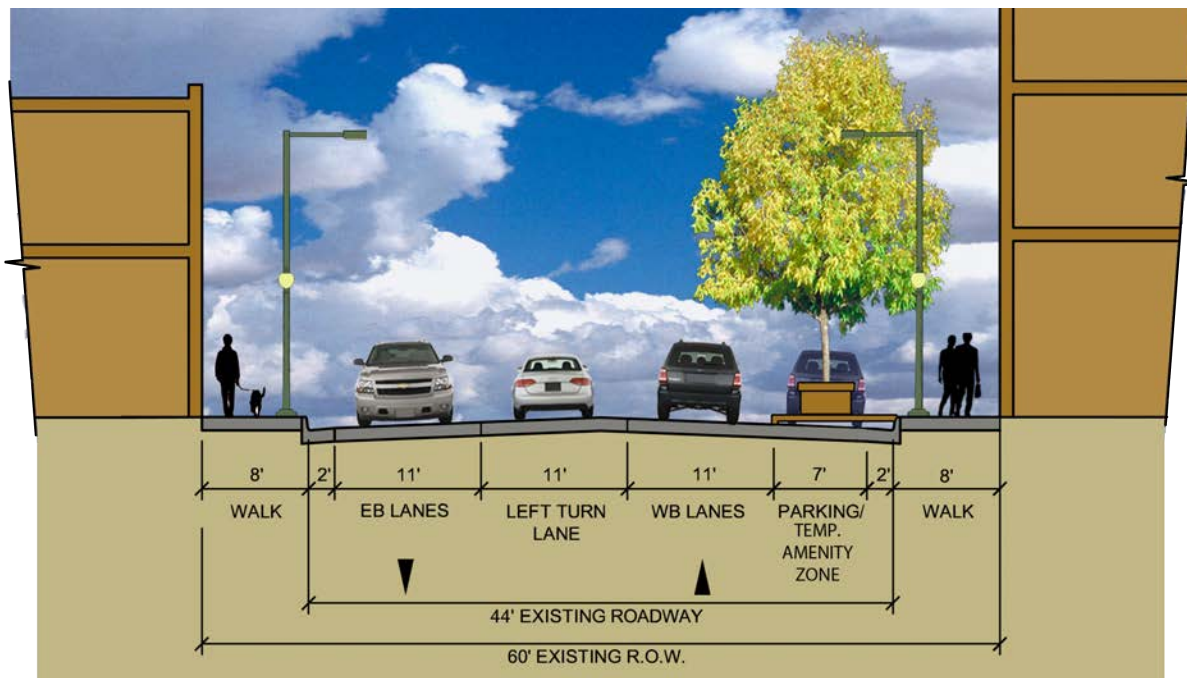 8' 2' 11' 11' 11' 7' 2' 8'
WALK EB LANES LEFT TURN LANE WB LANES PARKING/ TEMP. AMENITY ZONE WALK
44' EXISTING ROADWAY
60' EXISTING R.O.W.